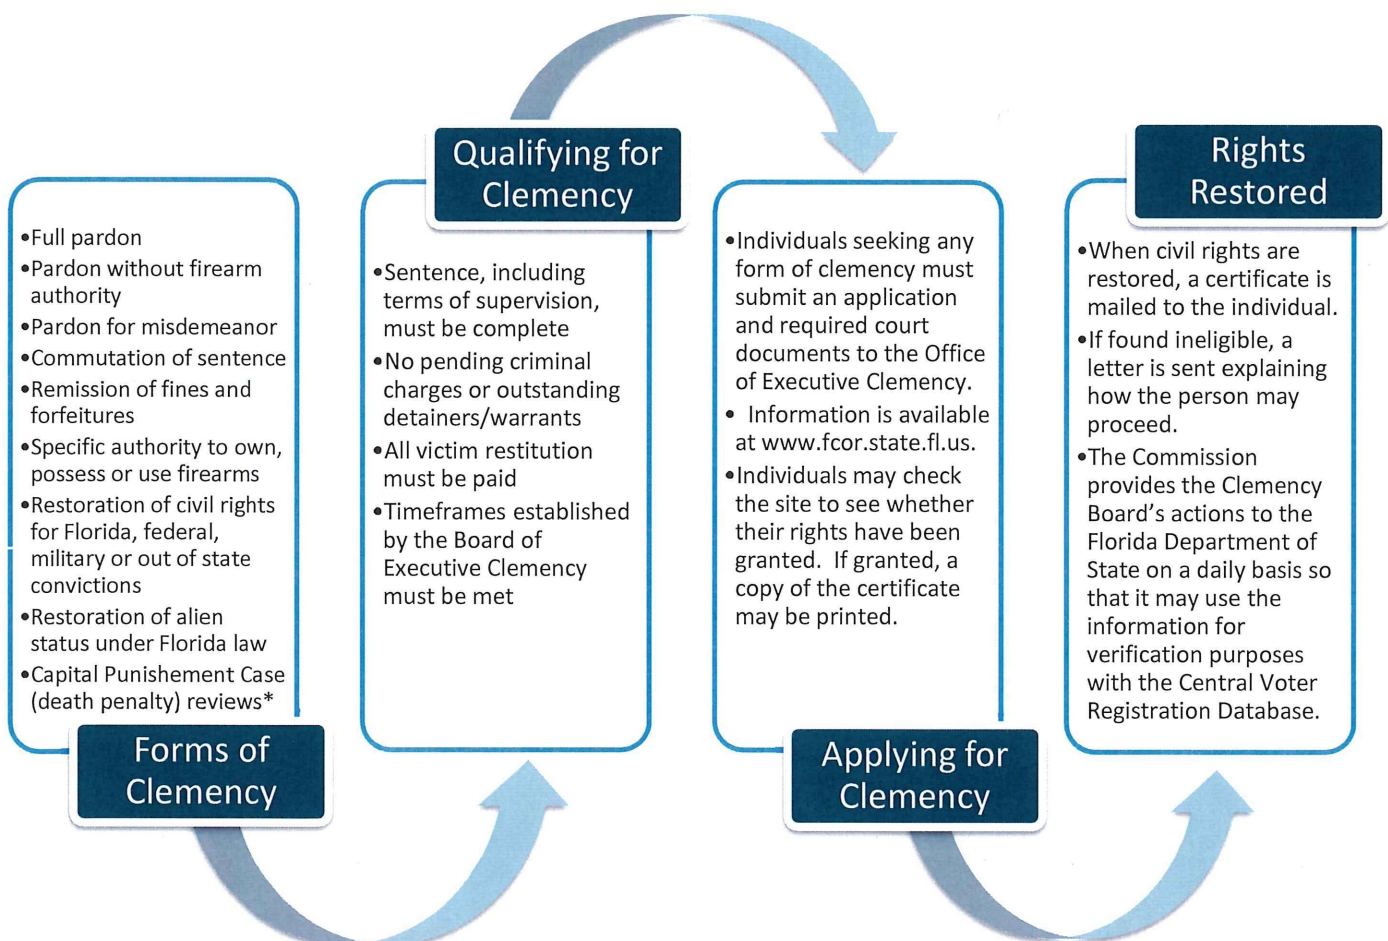 •Full pardon
•Pardon without firearm
authority
•Pardon for misdemeanor
•Commutation of sentence
•Remission of fines and
forfeitures
•Specific authority to own,
possess or use firearms
•Restoration of civil rights
for Florida, federal,
military or out of state
convictions
•Restoration of alien
status under Florida law
•Capital Punishement Case
(death penalty) reviews*
Forms of
Clemency
Qualifying for
Clemency
•Sentence, including
terms of supervision,
must be complete
•No pending criminal
charges or outstanding
detainers/warrants
•All victim restitution
must be paid
•Timeframes established
by the Board of
Executive Clemency
must be met
•Individuals seeking any
form of clemency must
submit an application
and required court
documents to the Office
of Executive Clemency.
• Information is available
at www.fcor.state.fl.us.
•Individuals may check
the site to see whether
their rights have been
granted.  If granted, a
copy of the certificate
may be printed.
Applying for
Clemency
Rights
Restored
•When civil rights are
restored, a certificate is
mailed to the individual.
•If found ineligible, a
letter is sent explaining
how the person may
proceed.
•The Commission
provides the Clemency
Board's actions to the
Florida Department of
State on a daily basis so
that it may use the
information for
verification purposes
with the Central Voter
Registration Database.